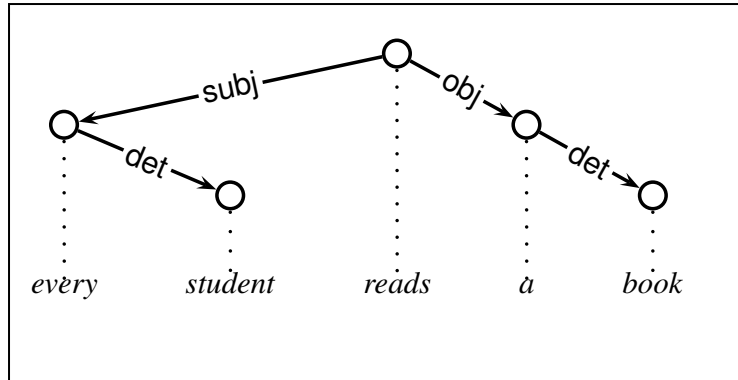 subj obj
det det
every student reads a book